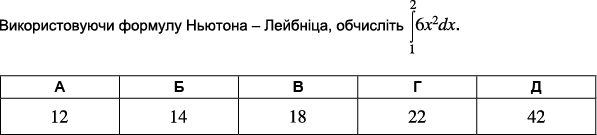 Використовуючи формулу Ньютона – Лейбніца, обчисліть ∫₁² 6x²dx.
А Б В Г Д
12 14 18 22 42